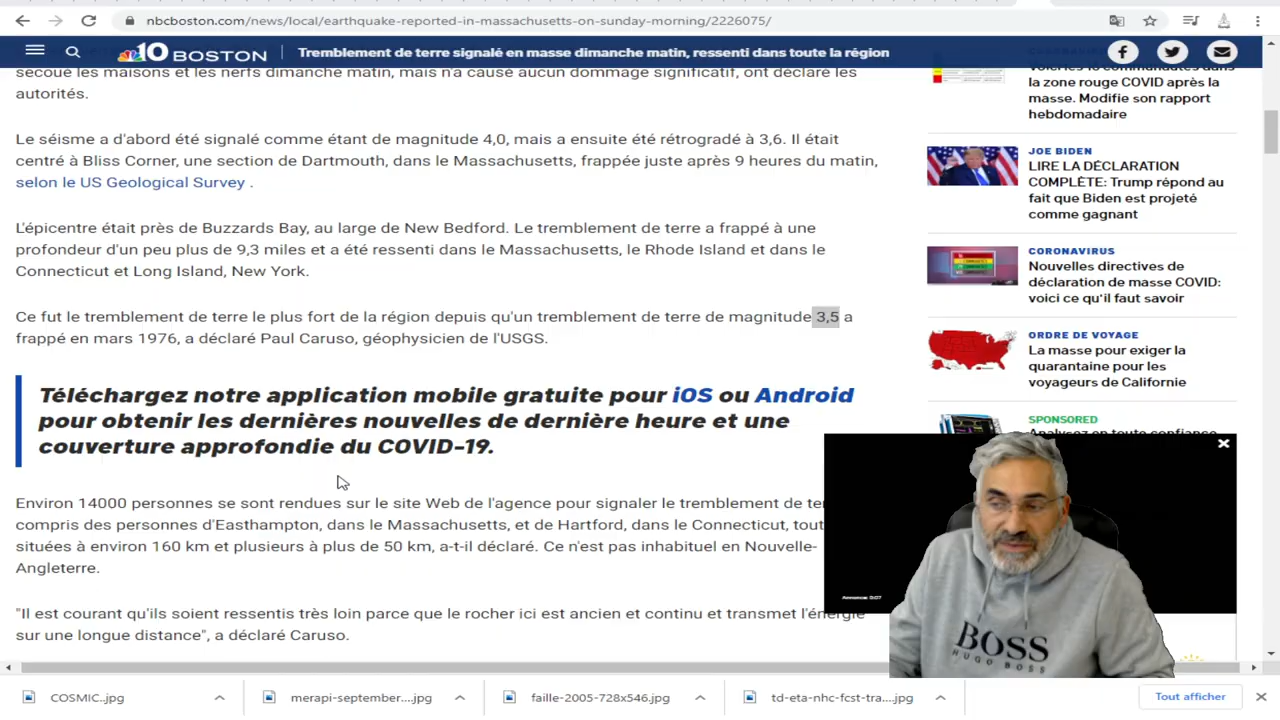 nbcboston.com/news/local/earthquake-reported-in-massachusetts-on-sunday-morning/2226075/
10 BOSTON
Tremblement de terre signalé en masse dimanche matin, ressenti dans toute la région
secoué les maisons et les nerfs dimanche matin, mais n'a causé aucun dommage significatif, ont déclaré les
autorités.
Le séisme a d'abord été signalé comme étant de magnitude 4,0, mais a ensuite été rétrogradé à 3,6. Il était
centré à Bliss Corner, une section de Dartmouth, dans le Massachusetts, frappée juste après 9 heures du matin,
selon le US Geological Survey .
L'épicentre était près de Buzzards Bay, au large de New Bedford. Le tremblement de terre a frappé à une
profondeur d'un peu plus de 9,3 miles et a été ressenti dans le Massachusetts, le Rhode Island et dans le
Connecticut et Long Island, New York.
Ce fut le tremblement de terre le plus fort de la région depuis qu'un tremblement de terre de magnitude 3,5 a
frappé en mars 1976, a déclaré Paul Caruso, géophysicien de l'USGS.
Téléchargez notre application mobile gratuite pour iOS ou Android
pour obtenir les dernières nouvelles de dernière heure et une
couverture approfondie du COVID-19.
Environ 14000 personnes se sont rendues sur le site Web de l'agence pour signaler le tremblement de
compris des personnes d'Easthampton, dans le Massachusetts, et de Hartford, dans le Connecticut, tout
situées à environ 160 km et plusieurs à plus de 50 km, a-t-il déclaré. Ce n'est pas inhabituel en Nouvelle-
Angleterre.
"Il est courant qu'ils soient ressentis très loin parce que le rocher ici est ancien et continu et transmet l'énergie
sur une longue distance", a déclaré Caruso.
CORONAVIRUS
la zone rouge COVID après la
masse. Modifie son rapport
hebdomadaire
JOE BIDEN
LIRE LA DÉCLARATION
COMPLÈTE: Trump répond au
fait que Biden est projeté
comme gagnant
CORONAVIRUS
Nouvelles directives de
déclaration de masse COVID:
voici ce qu'il faut savoir
ORDRE DE VOYAGE
La masse pour exiger la
quarantaine pour les
voyageurs de Californie
SPONSORED
Analysez en toute confiance
Annonce: 0:07
BOSS
HUGO BOSS
COSMIC..jpg
merapi-september....jpg
faille-2005-728x546.jpg
td-eta-nhc-fcst-tra....jpg
Tout afficher